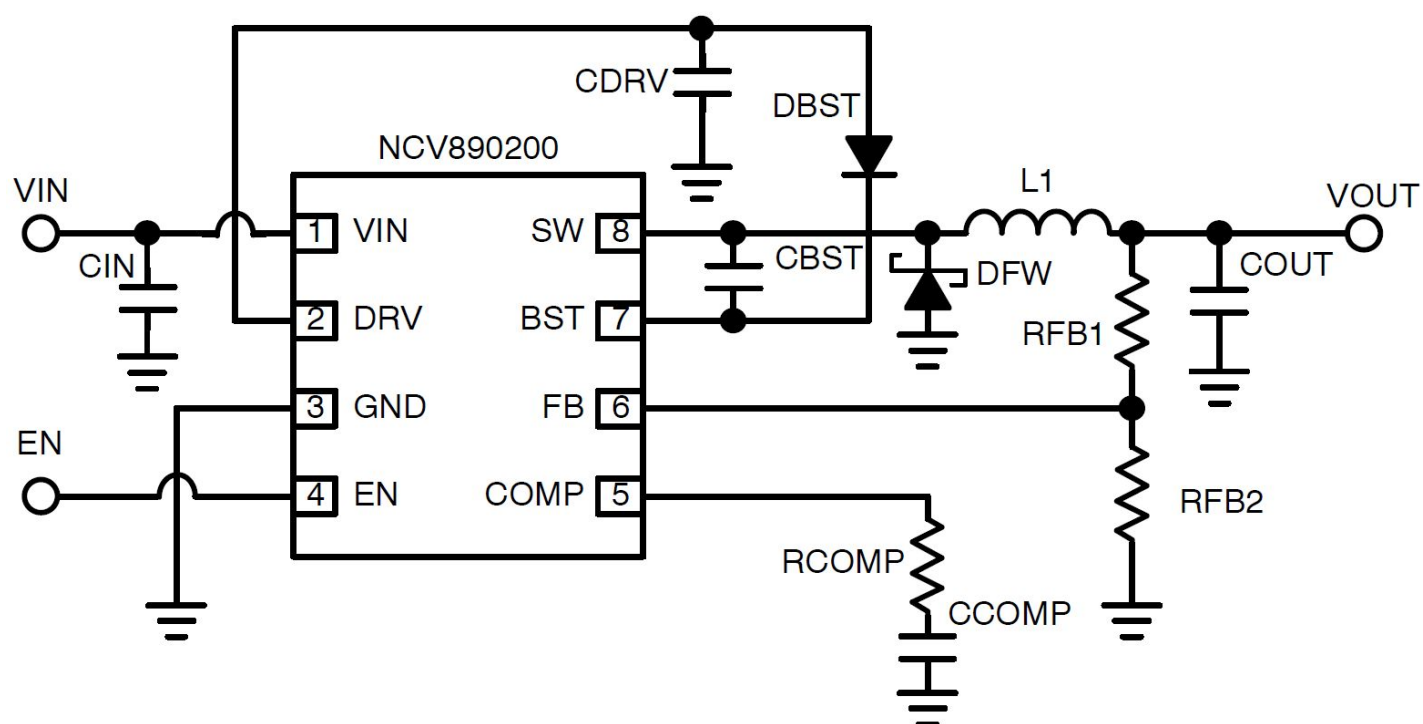 CDRV
DBST
NCV890200
VIN
L1
VOUT
1 VIN
SW 8
CIN
CBST
DFW
COUT
2 DRV
BST 7
RFB1
3 GND
FB 6
EN
4 EN
COMP 5
RFB2
RCOMP
CCOMP